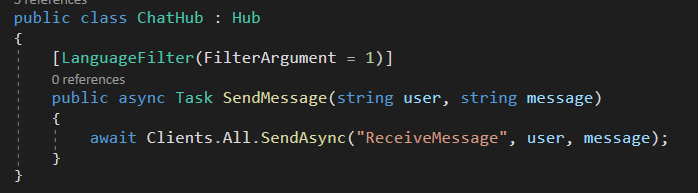 5 references
public class ChatHub : Hub
{
[LanguageFilter(FilterArgument = 1)]
0 references
public async Task SendMessage(string user, string message)
{
await Clients.All.SendAsync("ReceiveMessage", user, message);
}
}